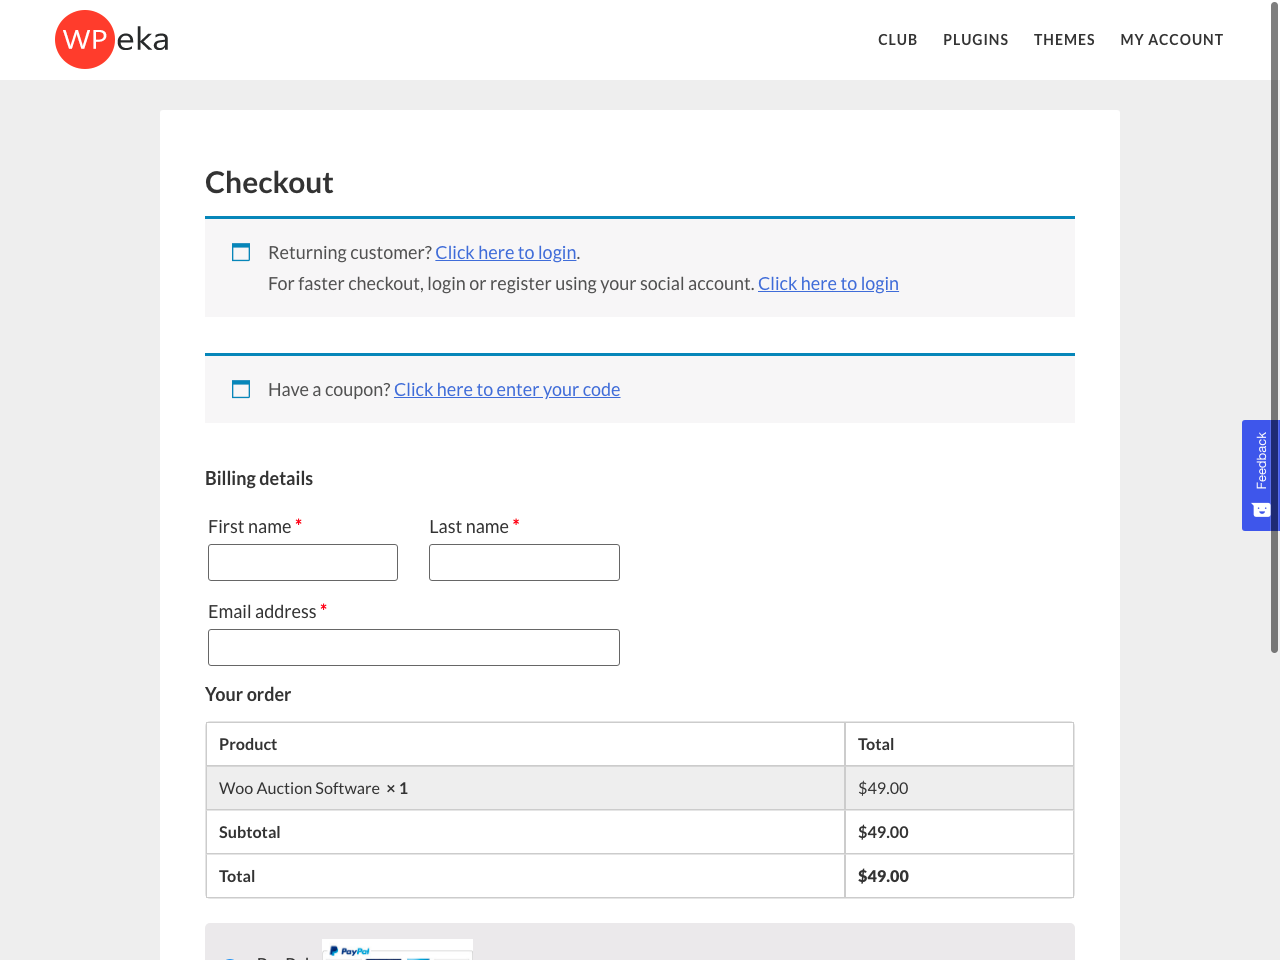 WPeka
CLUB PLUGINS THEMES MY ACCOUNT
Checkout
Returning customer? Click here to login.
For faster checkout, login or register using your social account. Click here to login
Have a coupon? Click here to enter your code
Feedback
Billing details
First name * Last name *
Email address *
Your order
Product Total
Woo Auction Software × 1 $49.00
Subtotal $49.00
Total $49.00
PayPal PayPal